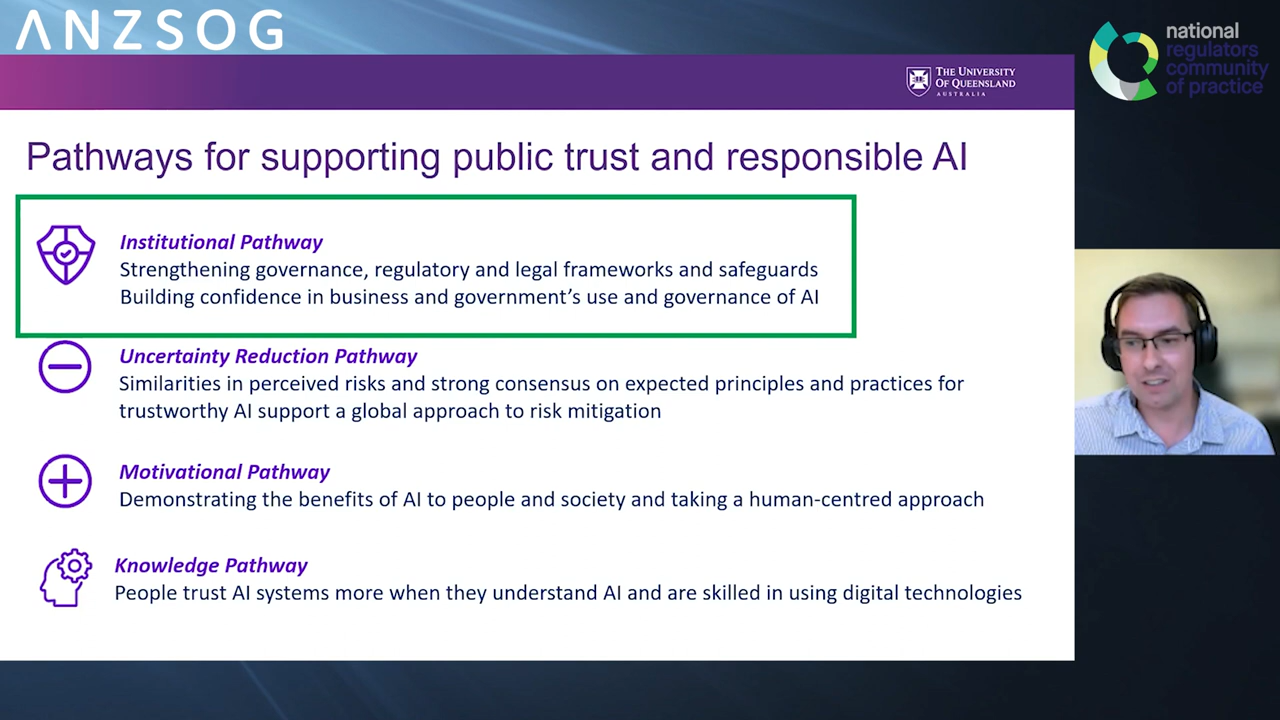 ANZSOG
national
regulators
community
of practice
THE UNIVERSITY
OF QUEENSLAND
AUSTRALIA
Pathways for supporting public trust and responsible AI
Institutional Pathway
Strengthening governance, regulatory and legal frameworks and safeguards
Building confidence in business and government’s use and governance of AI
Uncertainty Reduction Pathway
Similarities in perceived risks and strong consensus on expected principles and practices for
trustworthy AI support a global approach to risk mitigation
Motivational Pathway
Demonstrating the benefits of AI to people and society and taking a human-centred approach
Knowledge Pathway
People trust AI systems more when they understand AI and are skilled in using digital technologies